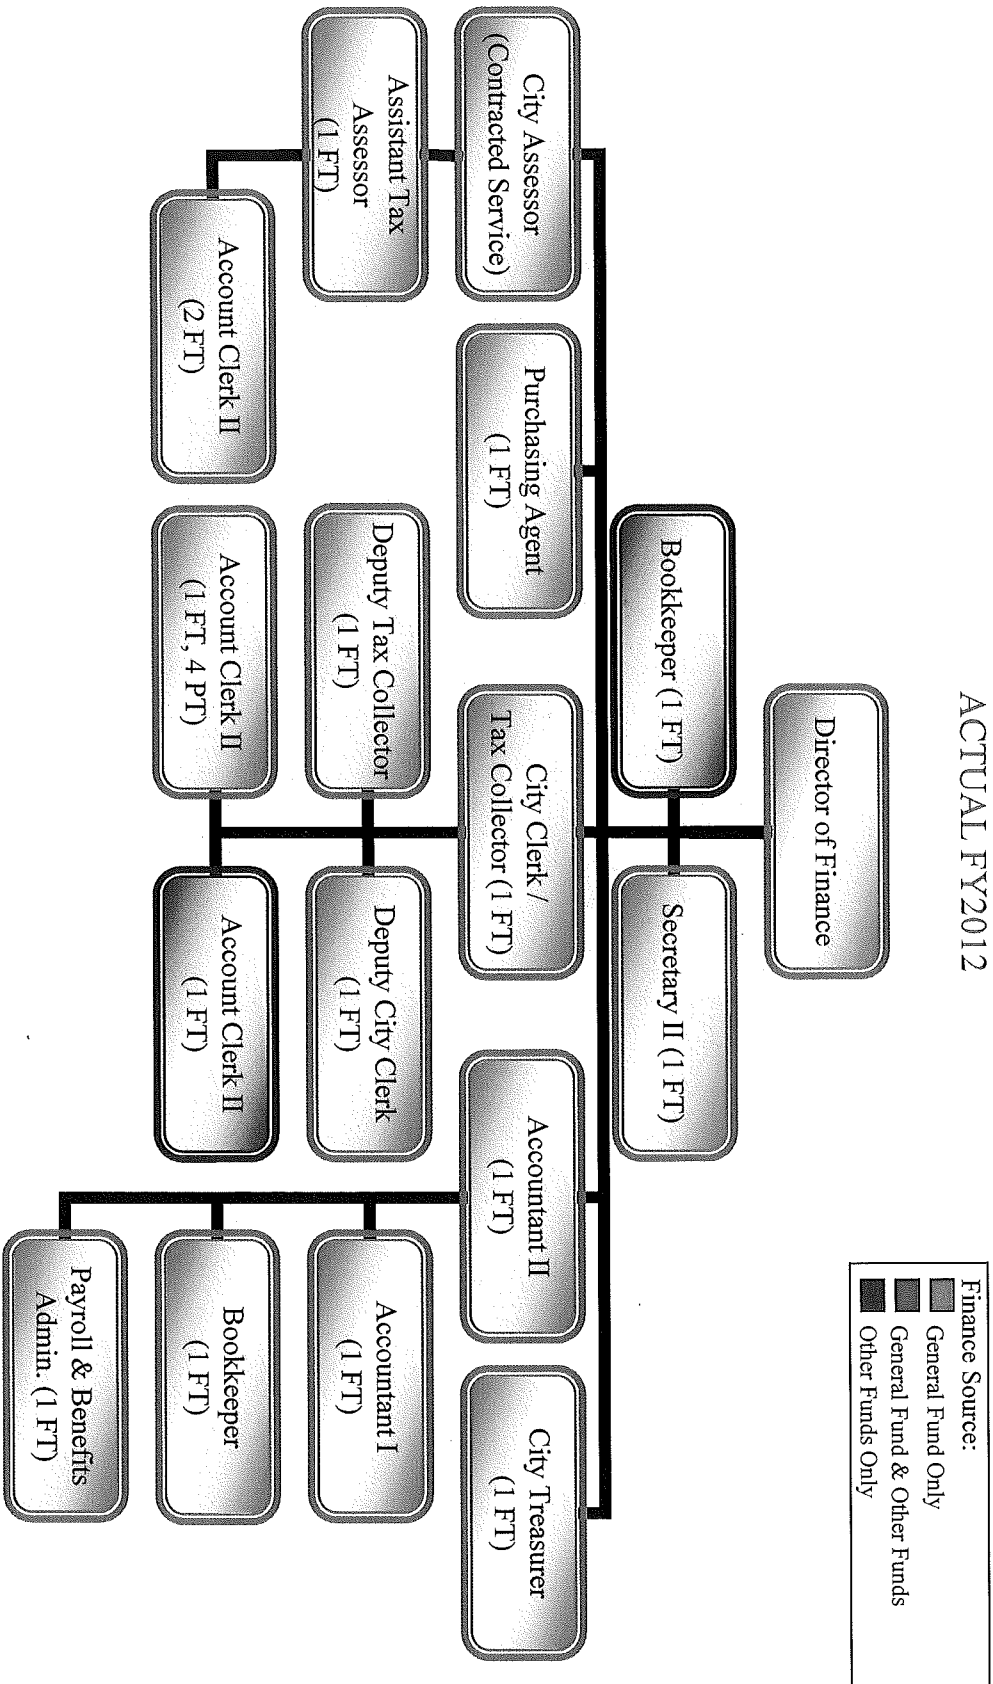 ACTUAL FY2012
Finance Source:
General Fund Only
General Fund & Other Funds
Other Funds Only
Director of Finance
Bookkeeper (1 FT)
Secretary II (1 FT)
City Assessor
(Contracted Service)
Purchasing Agent
(1 FT)
City Clerk /
Tax Collector (1 FT)
Accountant II
(1 FT)
City Treasurer
(1 FT)
Assistant Tax
Assessor
(1 FT)
Deputy Tax Collector
(1 FT)
Deputy City Clerk
(1 FT)
Accountant I
(1 FT)
Account Clerk II
(2 FT)
Account Clerk II
(1 FT, 4 PT)
Account Clerk II
(1 FT)
Bookkeeper
(1 FT)
Payroll & Benefits
Admin. (1 FT)